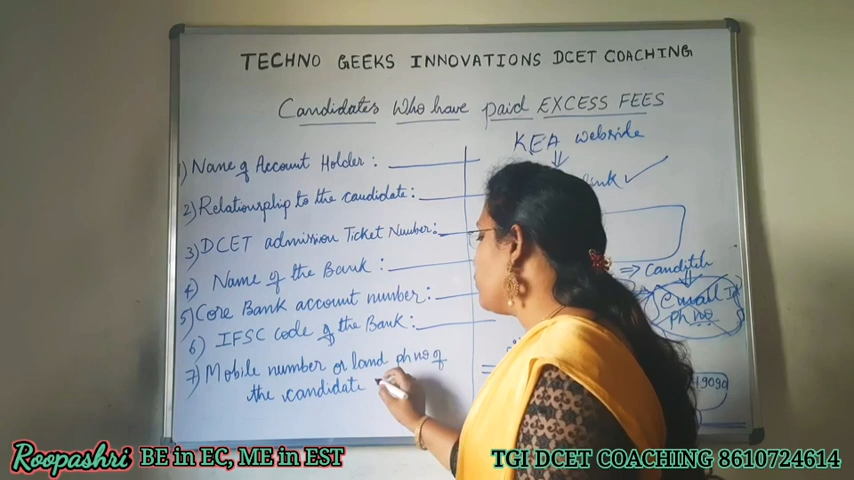 TECHNO GEEKS INNOVATIONS DCET COACHING
Candidates Who have paid EXCESS FEES
KEA website
1) Name of Account Holder :
2) Relationship to the candidate :
3) DCET admission Ticket Number:
4) Name of the Bank :
5) Core Bank account number :
6) IFSC code of the Bank :
7) Mobile number or land ph no of
the candidate
⇒ Canditih
email I
ph no
19090
Roopashri BE in EC, ME in EST
TGI DCET COACHING 8610724614